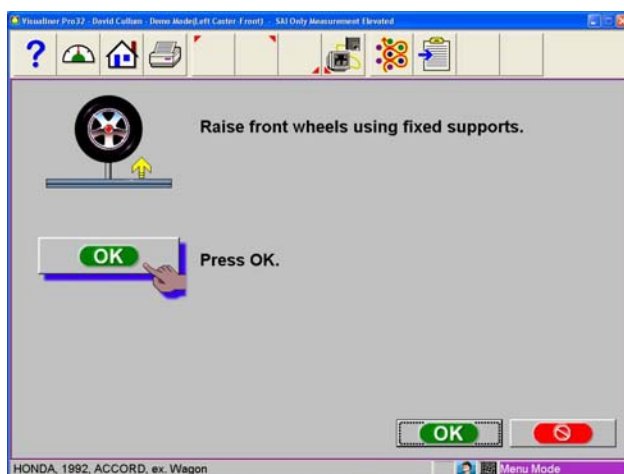 Visualiner Pro32 - David Cullum - Demo Mode(Left Caster Front) - SAI Only Measurement Elevated
?
Raise front wheels using fixed supports.
OK
Press OK.
OK
HONDA, 1992, ACCORD, ex. Wagon
Menu Mode